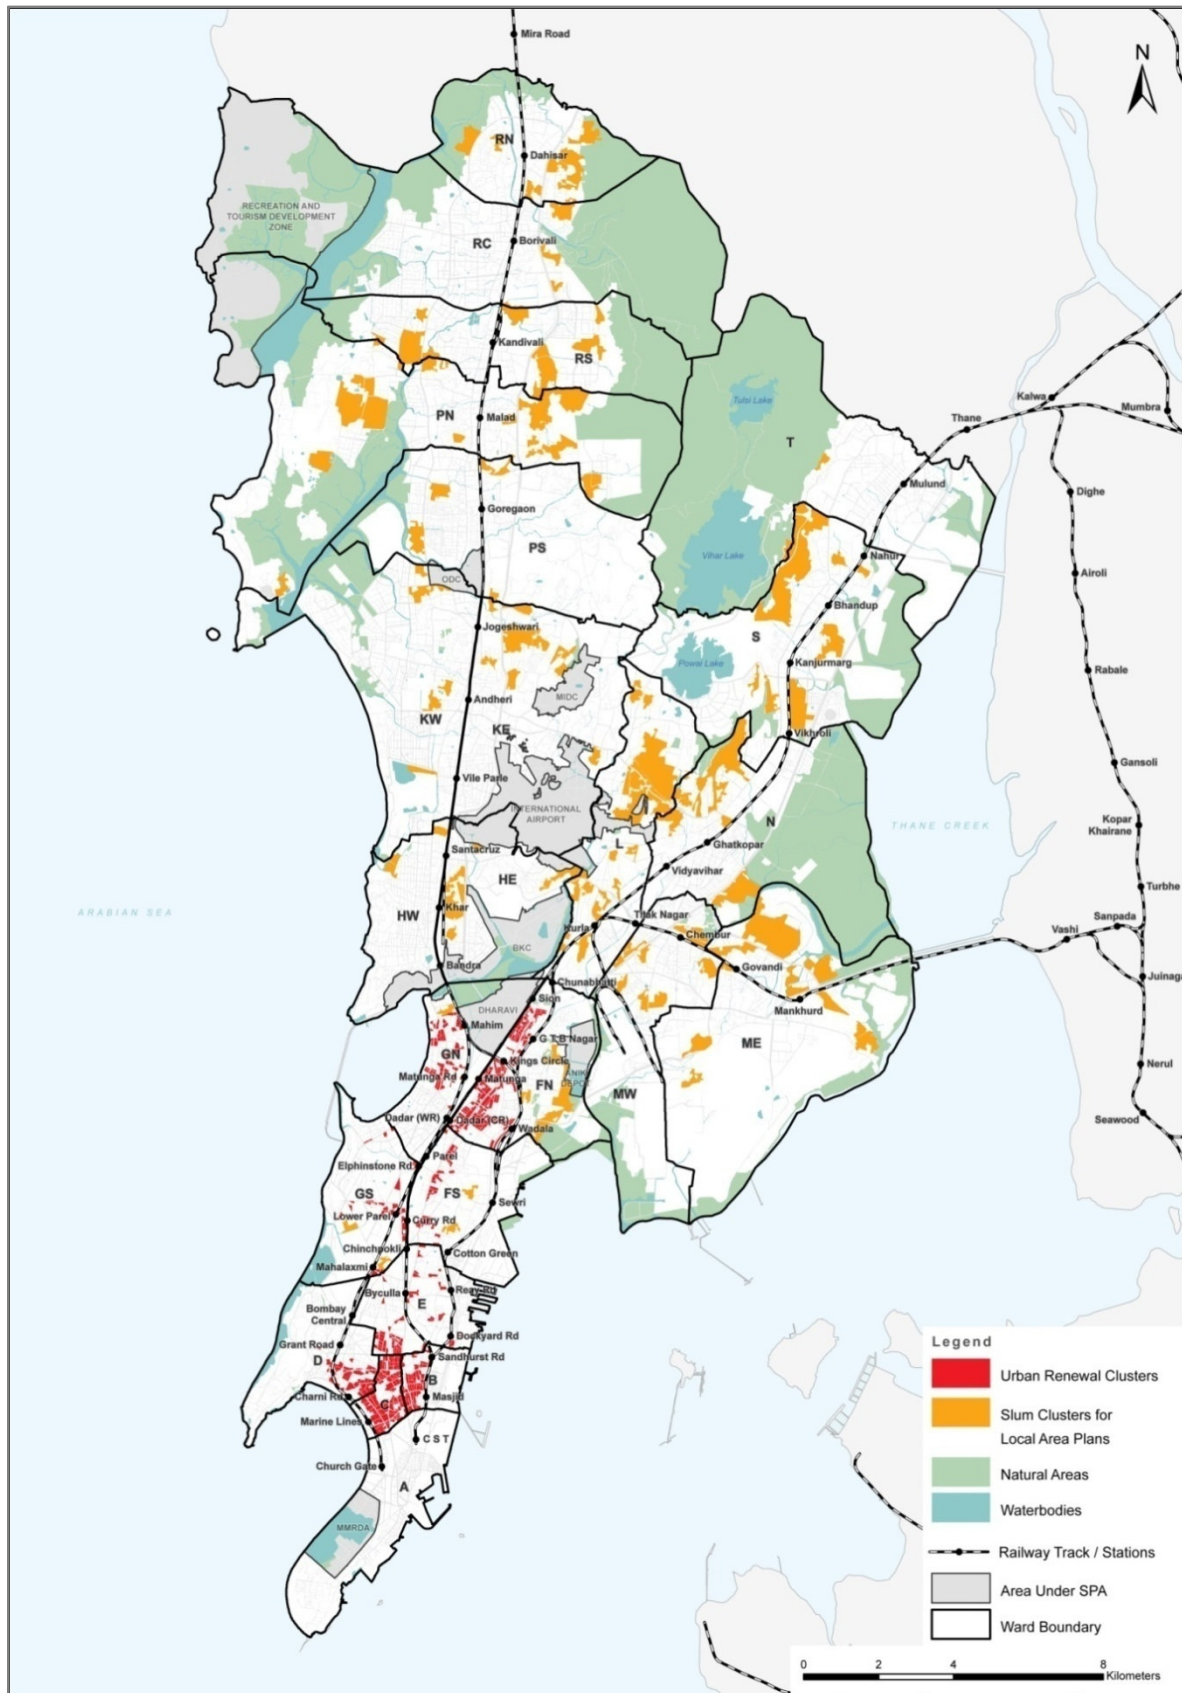 Mira Road
N
RN
Dahisar
RECREATION AND
TOURISM DEVELOPMENT
ZONE
RC
Borivali
Kandivali
RS
Tulsi Lake
Kalwa
Mumbra
PN
Malad
Thane
T
Mulund
Dighe
Goregaon
PS
Vihar Lake
Nahur
ODC
Airoli
Bhandup
Jogeshwari
S
Powai Lake
Kanjurmarg
Rabale
MIDC
Andheri
KW
KE
Vikhroli
Gansoli
Vile Parle
INTERNATIONAL
AIRPORT
N
THANE CREEK
Kopar
Khairane
L
Ghatkopar
Santacruz
Vidyavihar
HE
Turbhe
ARABIAN SEA
HW
Khar
Tilak Nagar
Sanpada
Kurla
Chembur
Vashi
BKC
Bandra
Govandi
Juinaga
Chunabhatti
DHARAVI
Sion
Mankhurd
Mahim
G T B Nagar
ME
GN
Kings Circle
Nerul
Matunga Rd
Matunga
FN
ANIK
DEPOT
MW
Dadar (WR)
Dadar (CR)
Wadala
Seawood
Parel
Elphinstone Rd
GS
FS
Sewri
Lower Parel
Curry Rd
Chinchpokli
Cotton Green
Mahalaxmi
Byculla
Reay Rd
E
Bombay
Central
Dockyard Rd
Grant Road
D
Sandhurst Rd
B
Charni Rd
C
Masjid
Marine Lines
C S T
Church Gate
A
MMRDA
Legend
Urban Renewal Clusters
Slum Clusters for
Local Area Plans
Natural Areas
Waterbodies
Railway Track / Stations
Area Under SPA
Ward Boundary
0 2 4 8
Kilometers